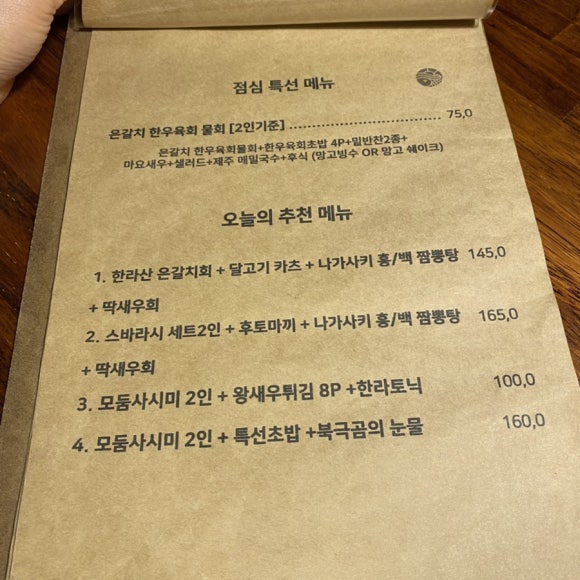 점심 특선 메뉴
은갈치 한우육회 물회 [2인기준] ................................ 75,0
은갈치 한우육회물회+한우육회초밥 4P+밑반찬2종+
마요새우+샐러드+제주 메밀국수+후식 (망고빙수 OR 망고 쉐이크)
오늘의 추천 메뉴
1. 한라산 은갈치회 + 달고기 카츠 + 나가사키 홍/백 짬뽕탕 145,0
+ 딱새우회
2. 스바라시 세트2인 + 후토마끼 + 나가사키 홍/백 짬뽕탕 165,0
+ 딱새우회
3. 모둠사시미 2인 + 왕새우튀김 8P +한라토닉 100,0
4. 모둠사시미 2인 + 특선초밥 +북극곰의 눈물 160,0